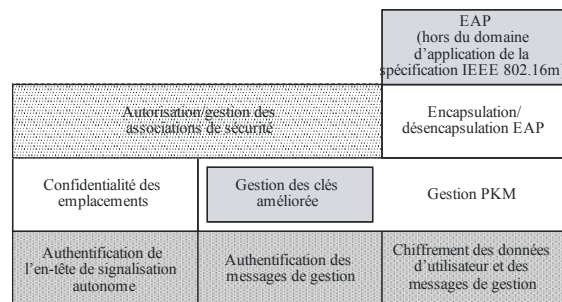 EAP
(hors du domaine
d'application de la
spécification IEEE 802.16m)
Autorisation/gestion des
associations de sécurité
Encapsulation/
désencapsulation EAP
Confidentialité des
emplacements
Gestion des clés
améliorée
Gestion PKM
Authentification de
l'en-tête de signalisation
autonome
Authentification des
messages de gestion
Chiffrement des données
d'utilisateur et des
messages de gestion